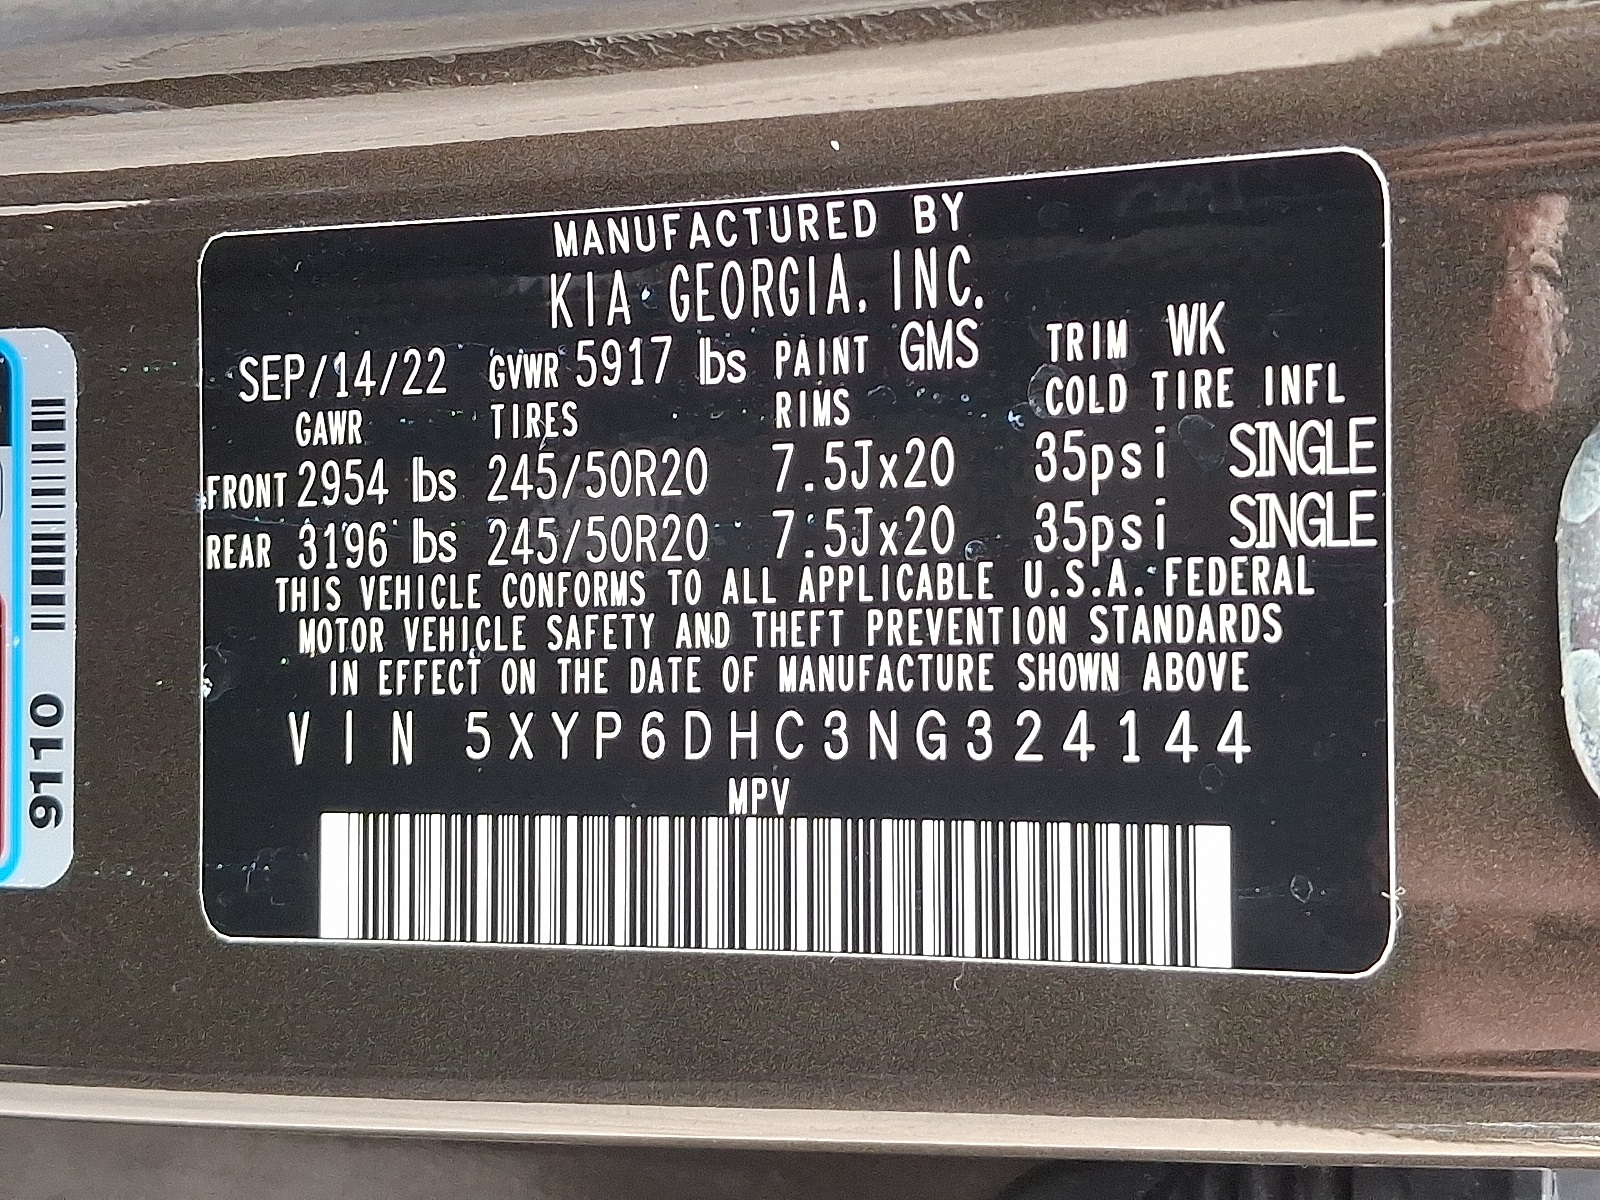 MANUFACTURED BY
KIA GEORGIA, INC.
SEP/14/22 GVWR 5917 lbs PAINT GMS TRIM WK
GAWR TIRES RIMS COLD TIRE INFL
FRONT 2954 lbs 245/50R20 7.5Jx20 35psi SINGLE
REAR 3196 lbs 245/50R20 7.5Jx20 35psi SINGLE
THIS VEHICLE CONFORMS TO ALL APPLICABLE U.S.A. FEDERAL
MOTOR VEHICLE SAFETY AND THEFT PREVENTION STANDARDS
IN EFFECT ON THE DATE OF MANUFACTURE SHOWN ABOVE
VIN 5XYP6DHC3NG324144
MPV
9110